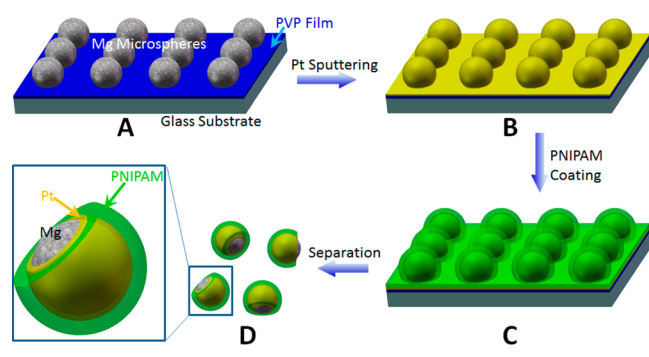 PVP Film
Mg Microspheres
Pt Sputtering
Glass Substrate
A
B
PNIPAM
Coating
PNIPAM
Pt
Mg
Separation
D
C